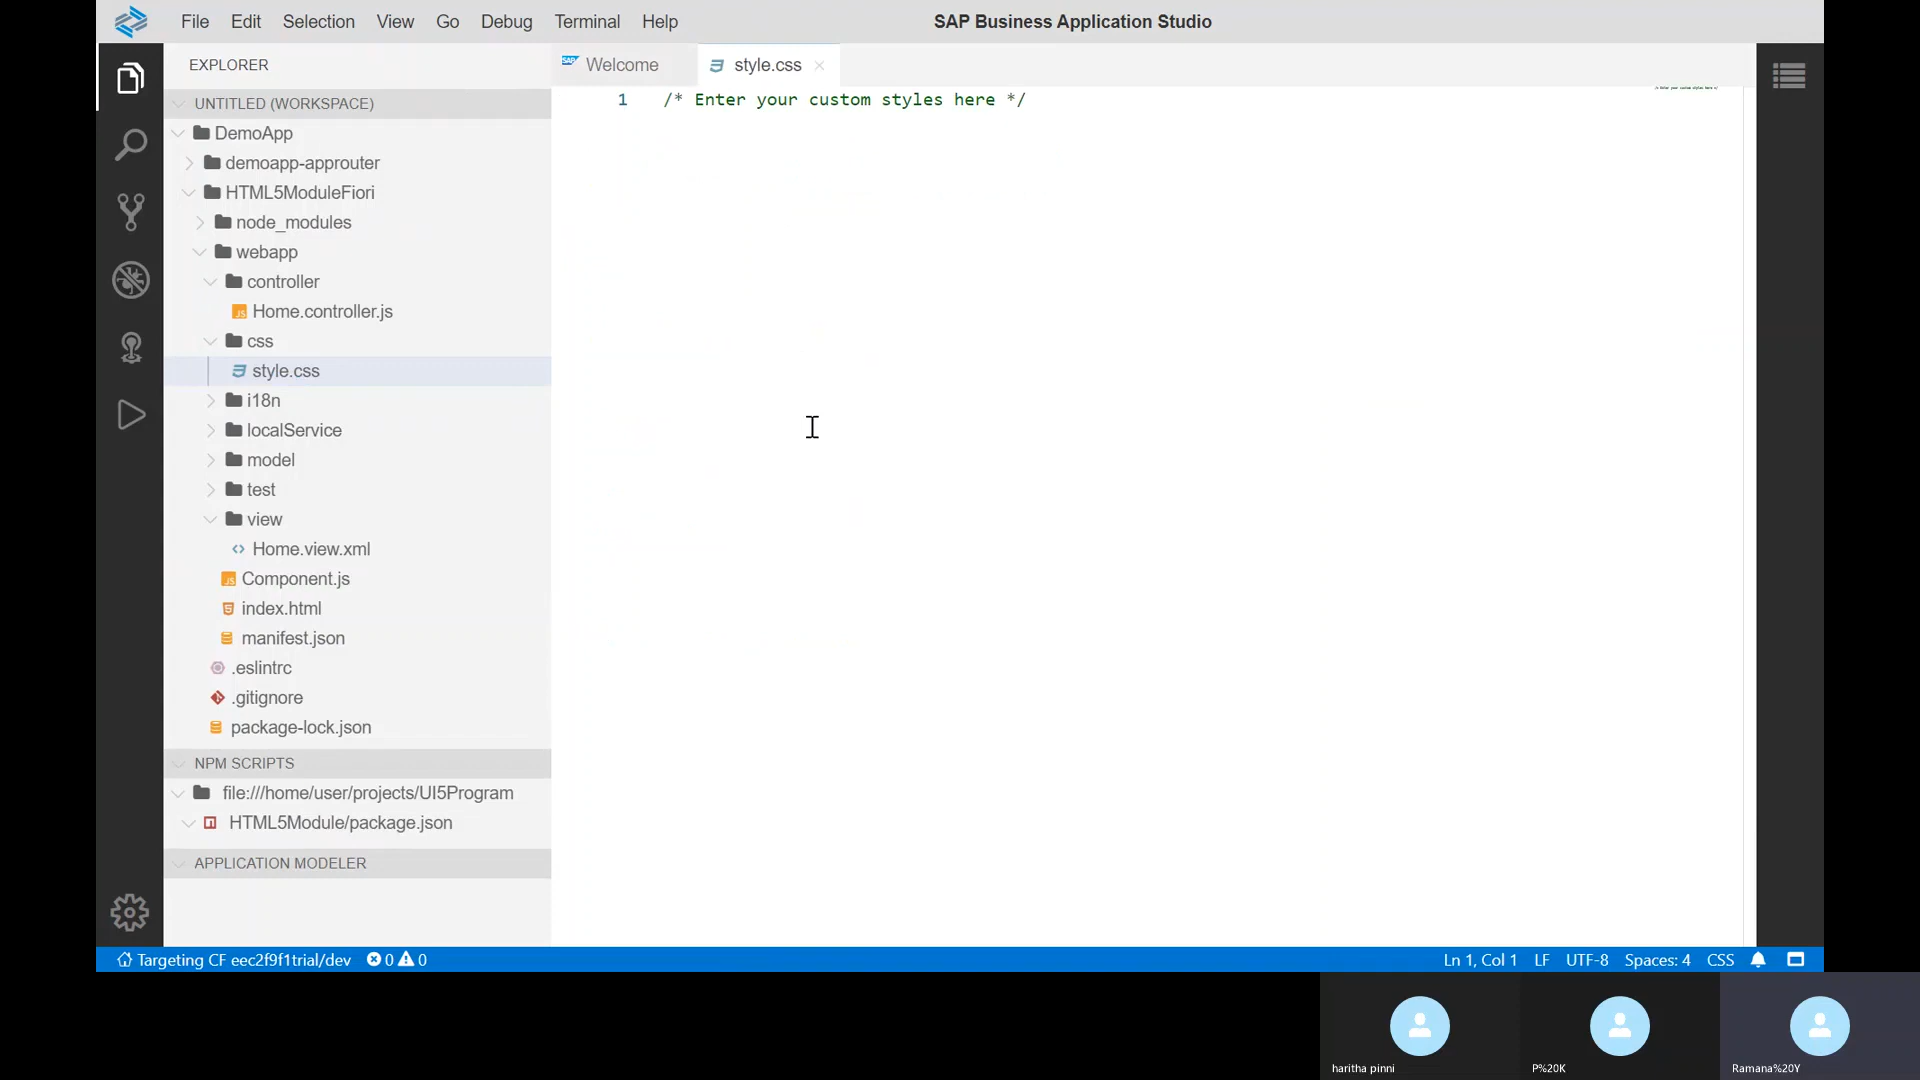 File Edit Selection View Go Debug Terminal Help SAP Business Application Studio
EXPLORER
SAP Welcome style.css
UNTITLED (WORKSPACE)
1 /* Enter your custom styles here */
DemoApp
demoapp-approuter
HTML5ModuleFiori
node_modules
webapp
controller
JS Home.controller.js
css
style.css
i18n
localService
model
test
view
Home.view.xml
JS Component.js
index.html
manifest.json
.eslintrc
.gitignore
package-lock.json
NPM SCRIPTS
file:///home/user/projects/UI5Program
HTML5Module/package.json
APPLICATION MODELER
Targeting CF eec2f9f1trial/dev 0 0 Ln 1, Col 1 LF UTF-8 Spaces: 4 CSS
haritha pinni P%20K Ramana%20Y